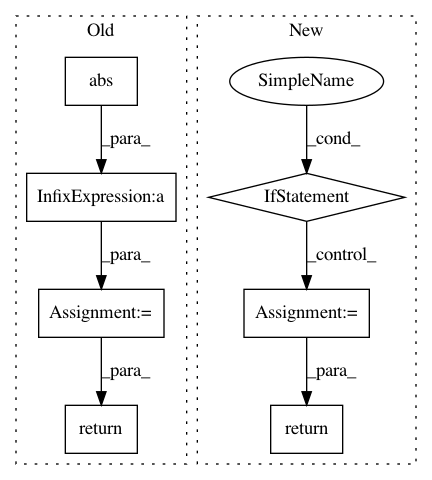 Old
New
abs
SimpleName
_para_
_cond_
InfixExpression:a
IfStatement
_para_
_control_
Assignment:=
Assignment:=
_para_
_para_
return
return